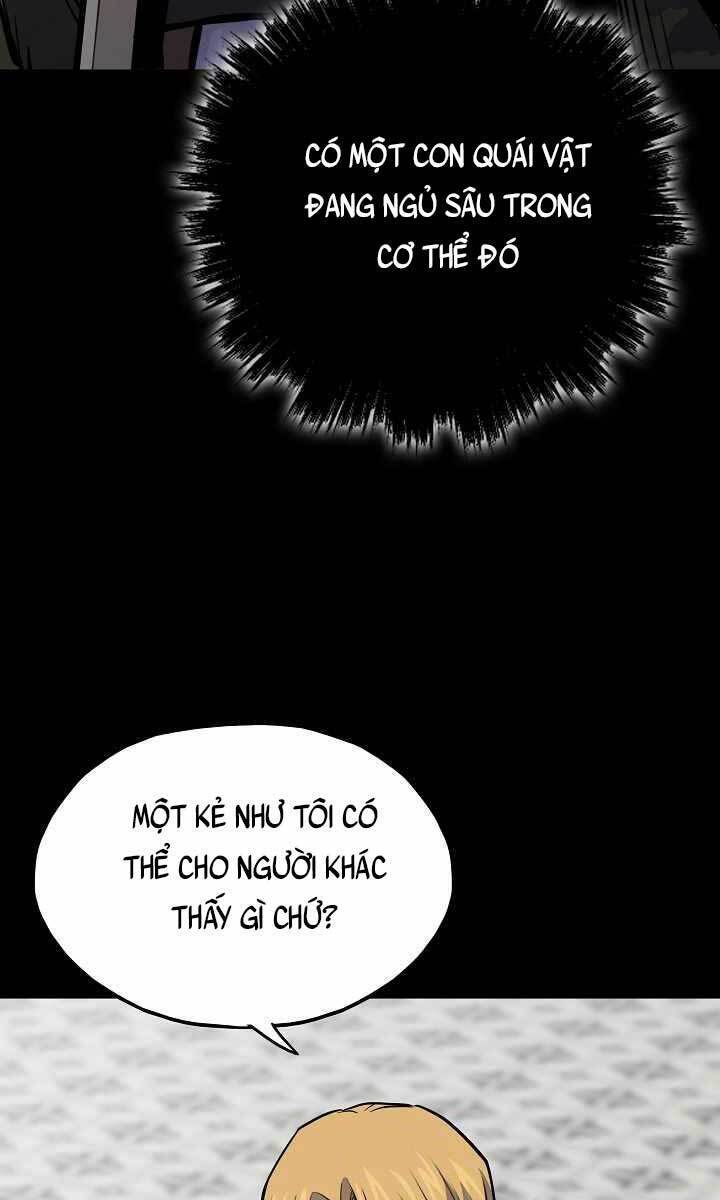 CÓ MỘT CON QUÁI VẬT
ĐANG NGỦ SÂU TRONG
CƠ THỂ ĐÓ
MỘT KẺ NHƯ TÔI CÓ
THỂ CHO NGƯỜI KHÁC
THẤY GÌ CHỨ?